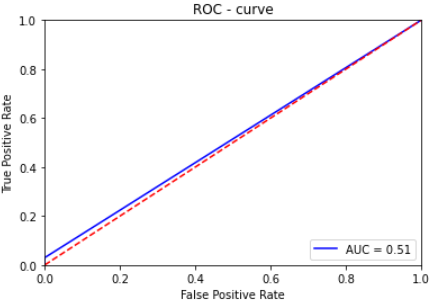 ROC - curve
1.0
0.8
0.6
0.4
0.2
0.0
True Positive Rate
AUC = 0.51
0.0 0.2 0.4 0.6 0.8 1.0
False Positive Rate